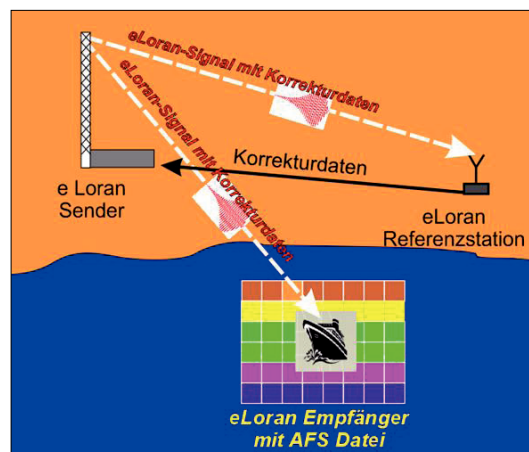 eLoran-Signal mit Korrekturdaten
eLoran-Signal mit Korrekturdaten
Korrekturdaten
e Loran
Sender
eLoran
Referenzstation
eLoran Empfänger
mit AFS Datei